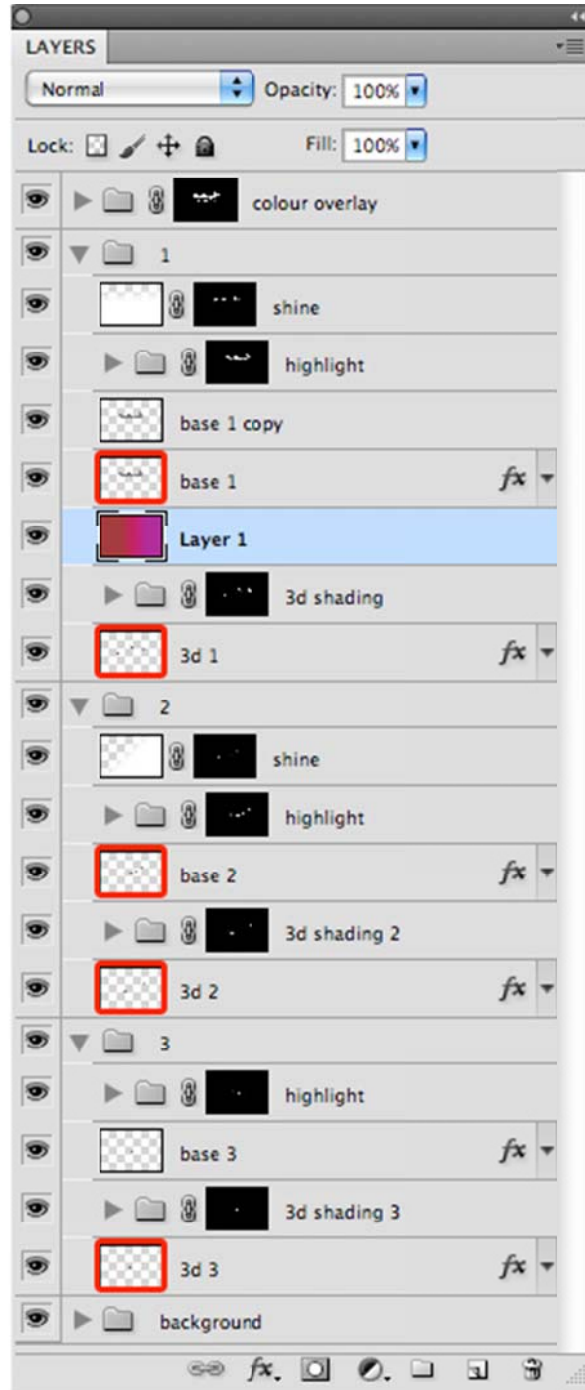 LAYERS
Normal Opacity: 100%
Lock: Fill: 100%
colour overlay
1
shine
highlight
base 1 copy
base 1 fx
Layer 1
3d shading
3d 1 fx
2
shine
highlight
base 2 fx
3d shading 2
3d 2 fx
3
highlight
base 3 fx
3d shading 3
3d 3 fx
background
fx.